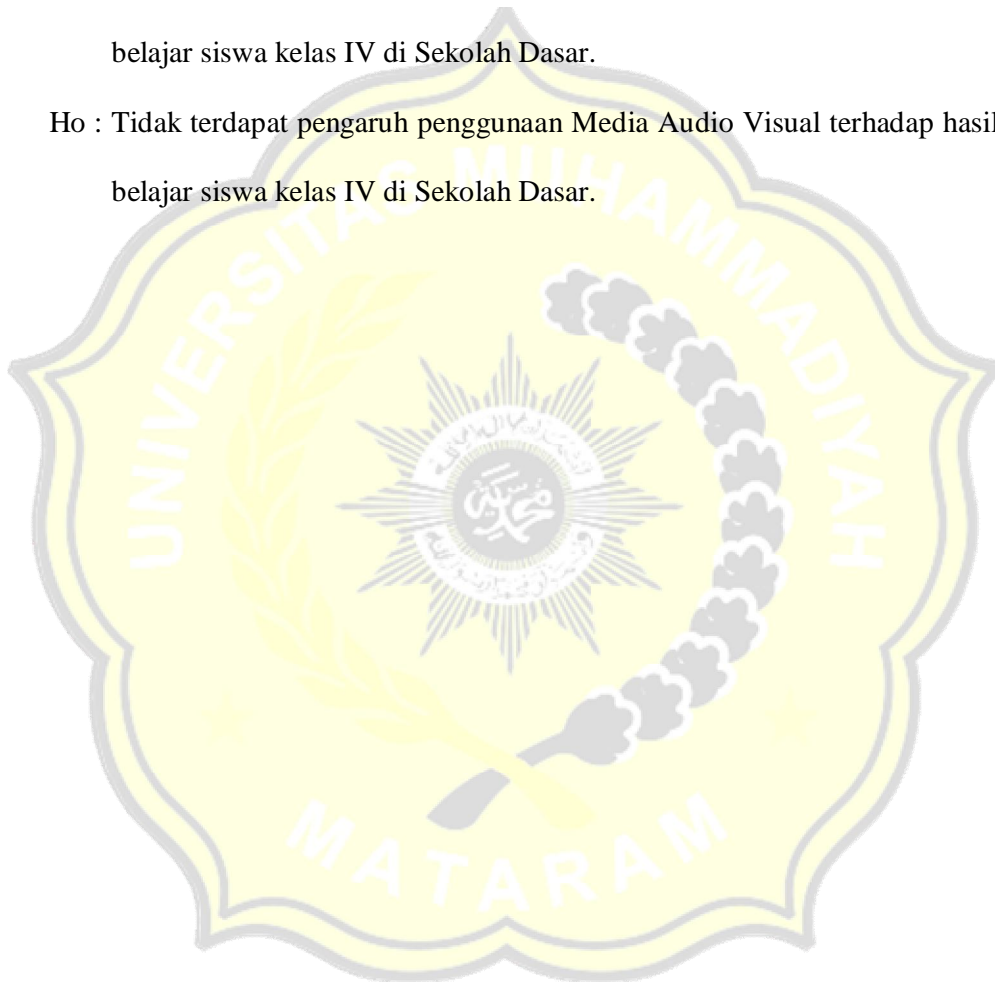 belajar siswa kelas IV di Sekolah Dasar.
Ho : Tidak terdapat pengaruh penggunaan Media Audio Visual terhadap hasil
belajar siswa kelas IV di Sekolah Dasar.
UNIVERSITAS MUHAMMADIYAH
MATARAM